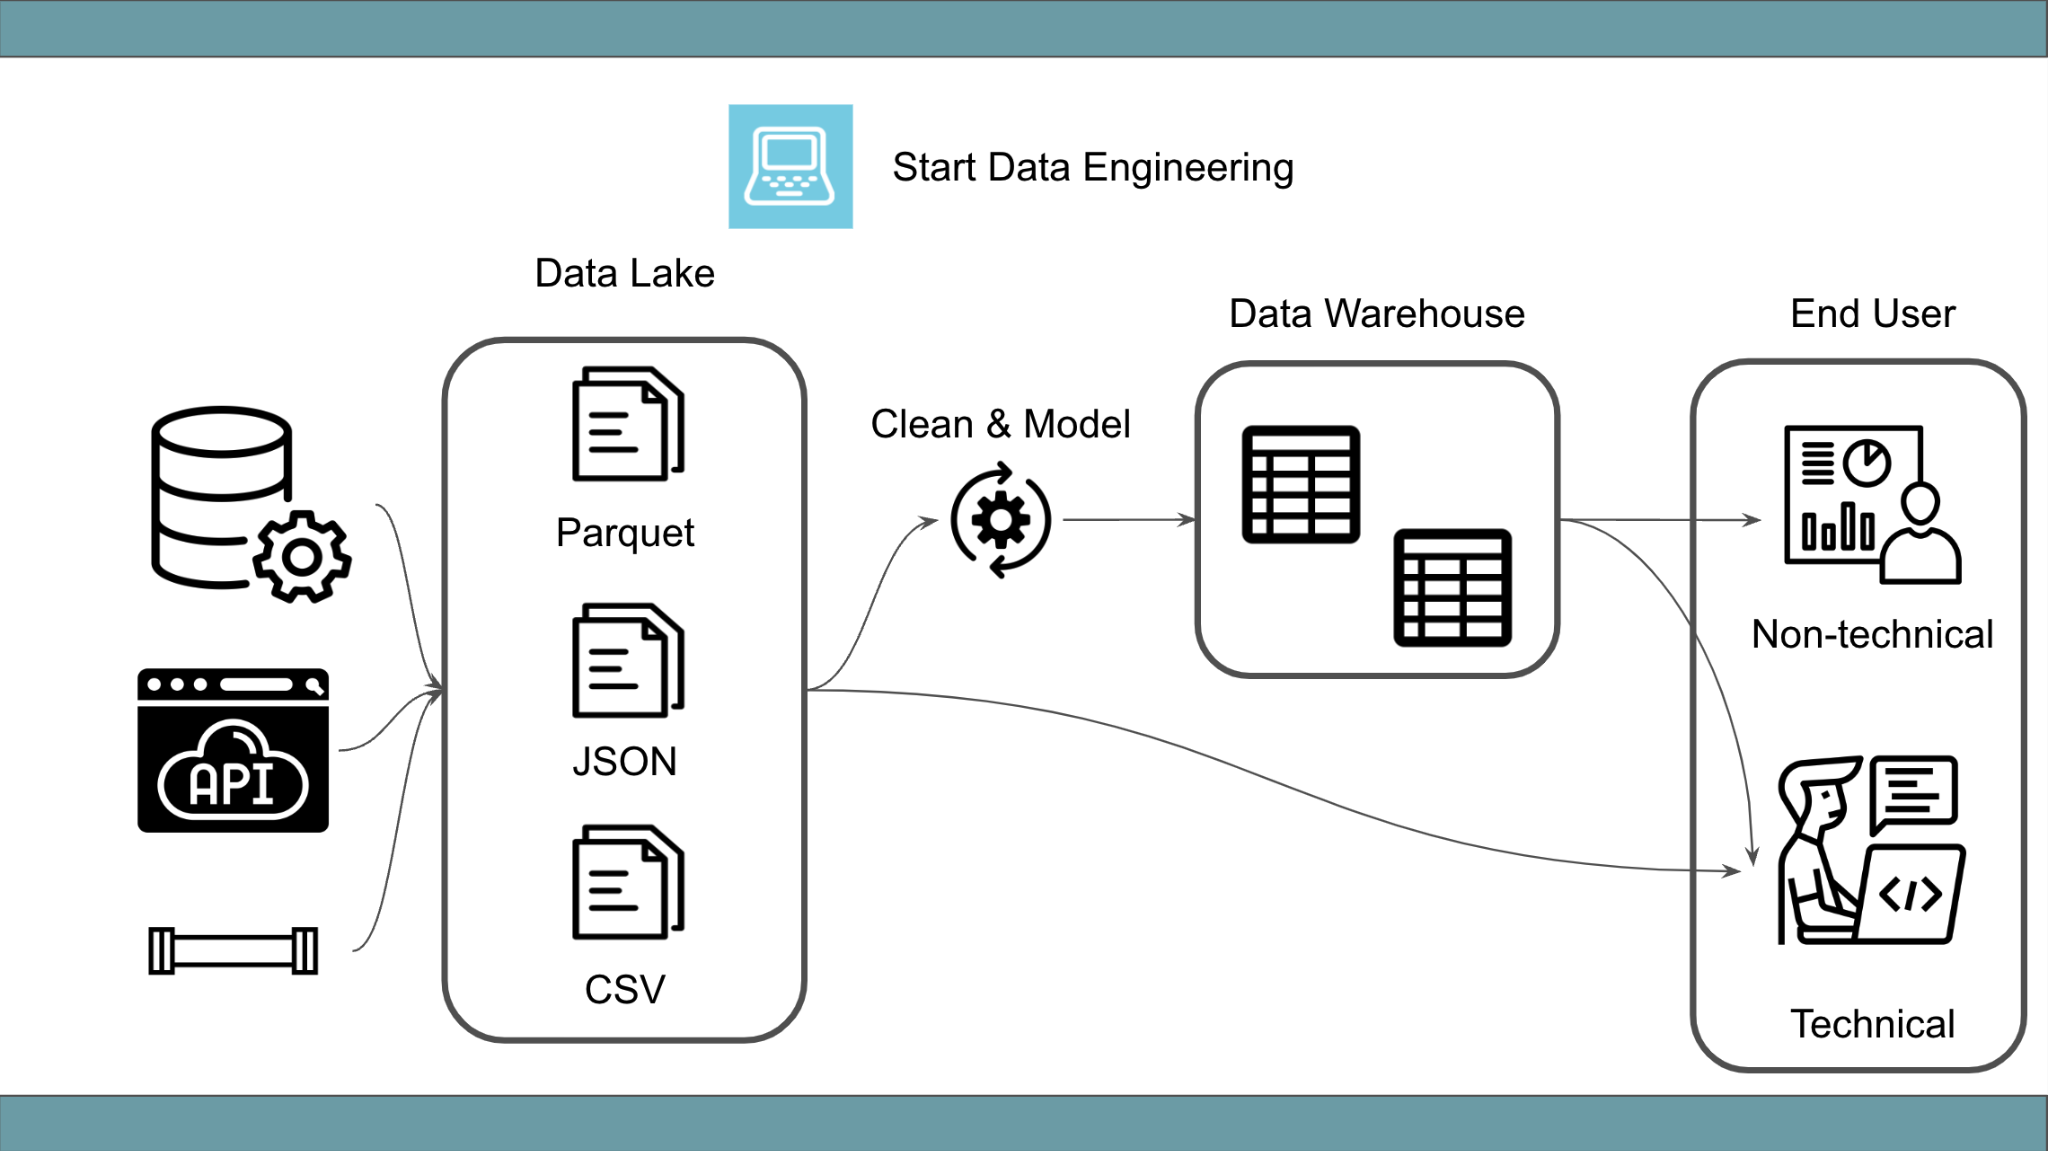 Start Data Engineering
Data Lake
Data Warehouse
End User
Parquet
JSON
CSV
Clean & Model
Non-technical
Technical
API